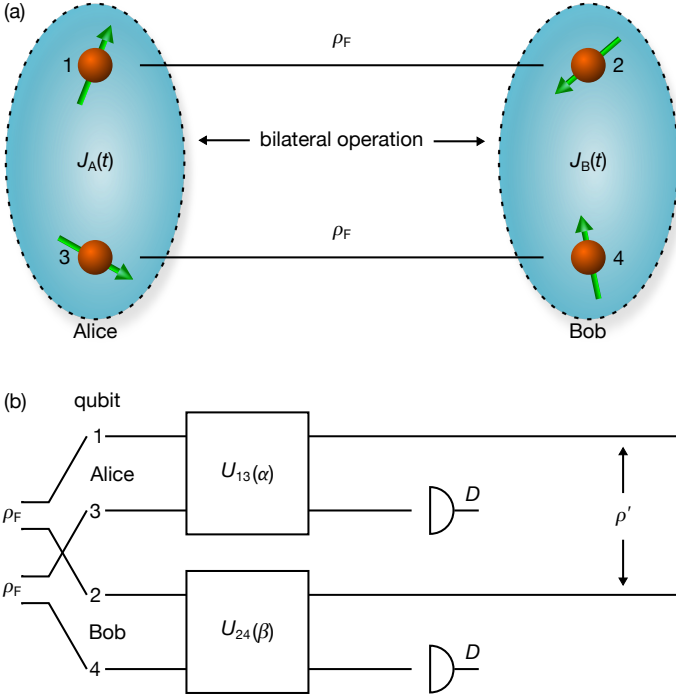 (a)
ρF
1
2
bilateral operation
JA(t)
JB(t)
ρF
3
4
Alice
Bob
(b)
qubit
1
U13(α)
Alice
D
ρF
3
ρ′
ρF
2
U24(β)
Bob
D
4